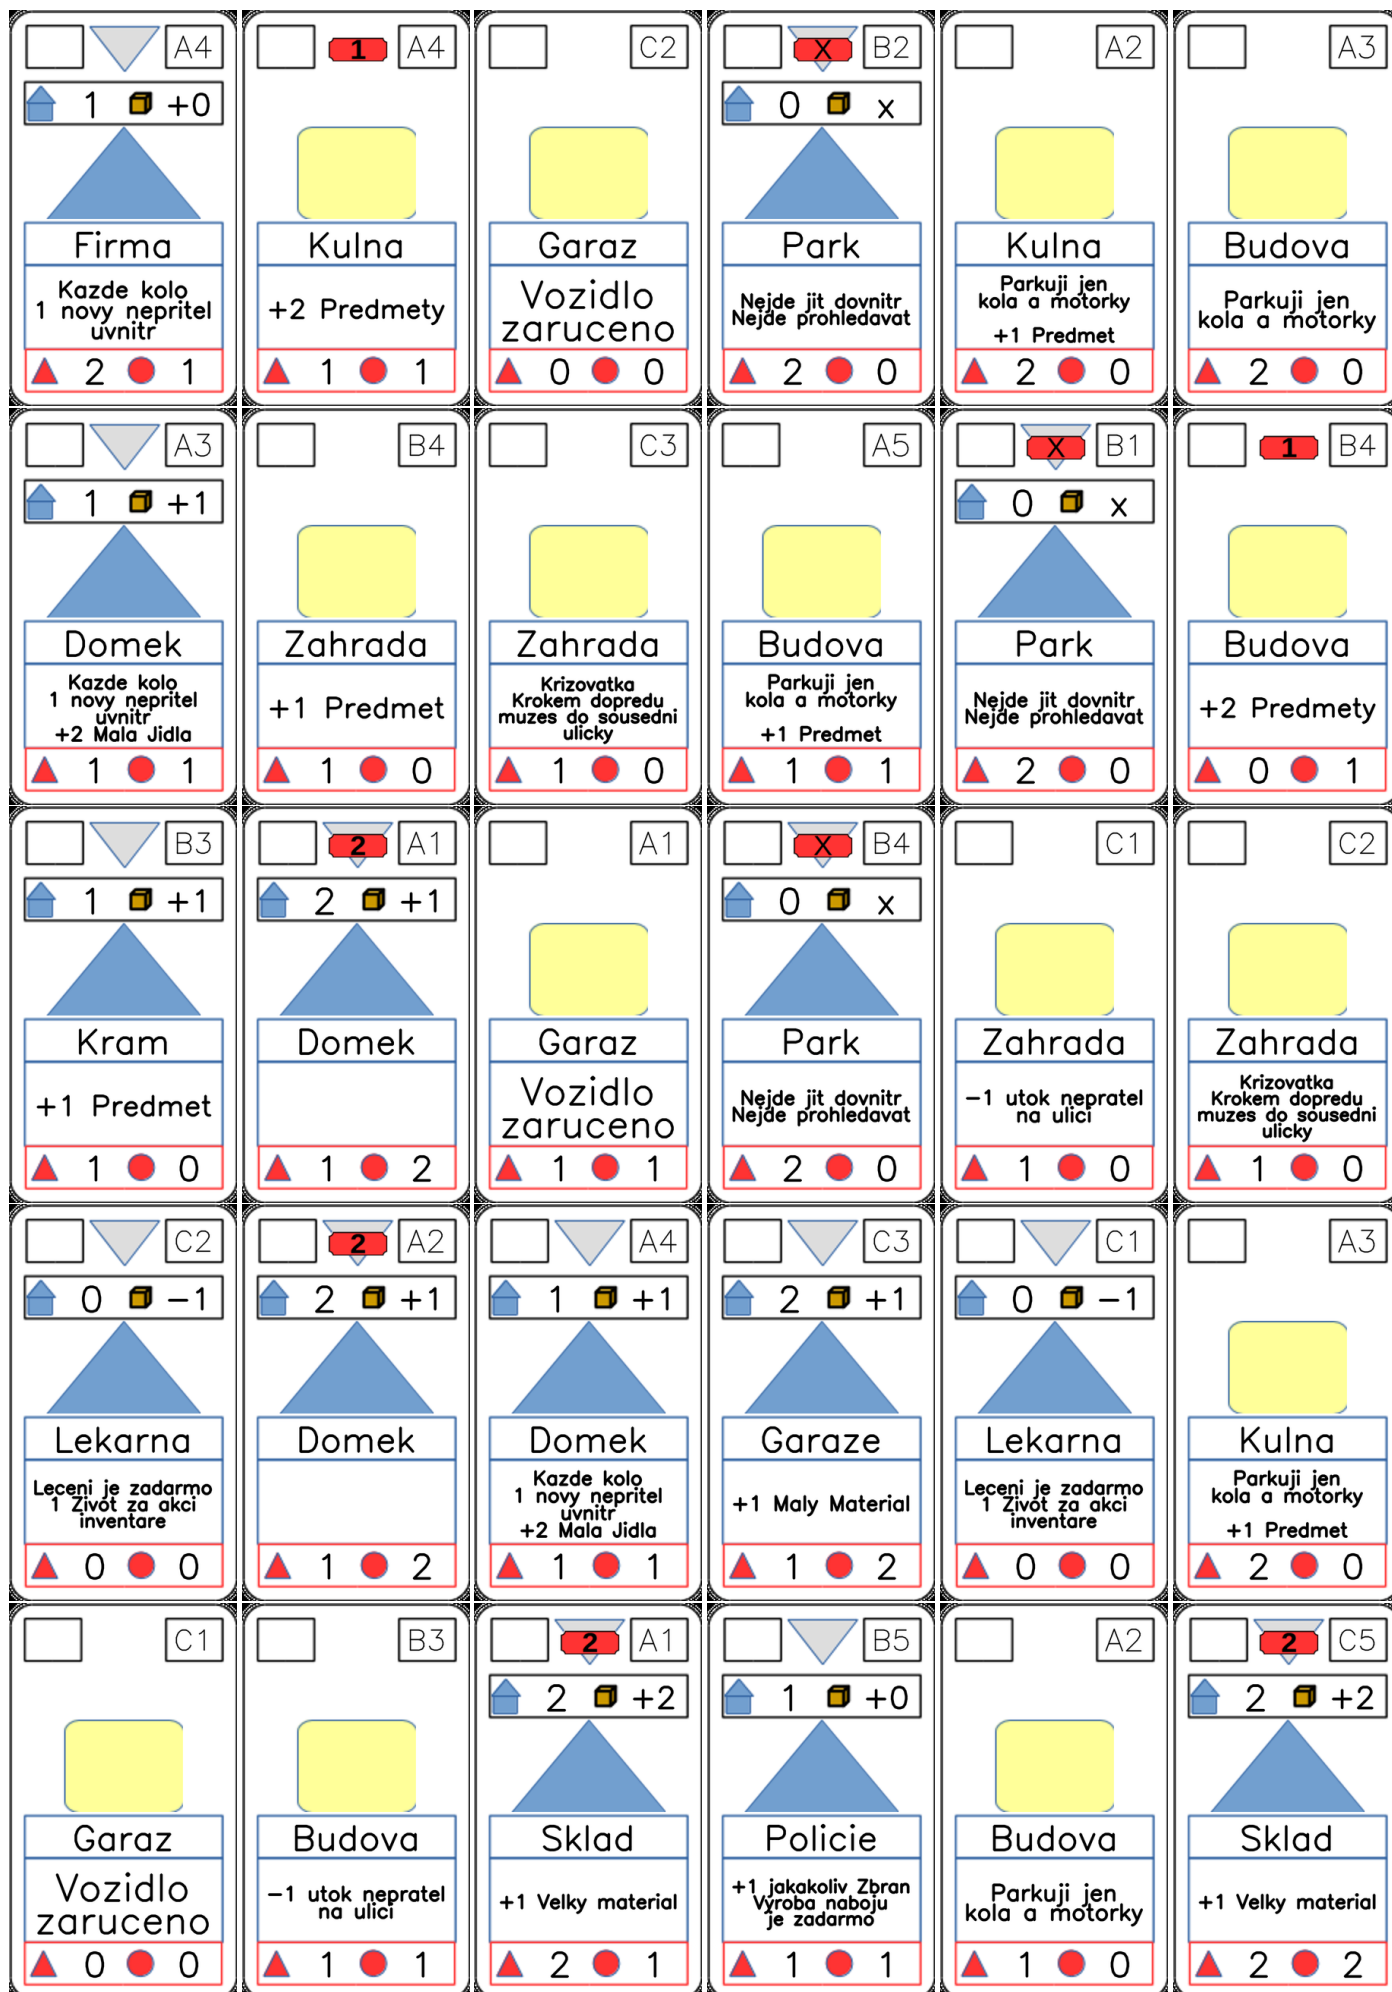 A4
1 +0
Firma
Kazde kolo
1 novy nepritel
uvnitr
2 1
1 A4
Kulna
+2 Predmety
1 1
C2
Garaz
Vozidlo
zaruceno
0 0
X B2
0 x
Park
Nejde jit dovnitr
Nejde prohledavat
2 0
A2
Kulna
Parkuji jen
kola a motorky
+1 Predmet
2 0
A3
Budova
Parkuji jen
kola a motorky
2 0
A3
1 +1
Domek
Kazde kolo
1 novy nepritel
uvnitr
+2 Mala Jidla
1 1
B4
Zahrada
+1 Predmet
1 0
C3
Zahrada
Krizovatka
Krokem dopredu
muzes do sousedni
ulicky
1 0
A5
Budova
Parkuji jen
kola a motorky
+1 Predmet
1 1
X B1
0 x
Park
Nejde jit dovnitr
Nejde prohledavat
2 0
1 B4
Budova
+2 Predmety
0 1
B3
1 +1
Kram
+1 Predmet
1 0
2 A1
2 +1
Domek
1 2
A1
Garaz
Vozidlo
zaruceno
1 1
X B4
0 x
Park
Nejde jit dovnitr
Nejde prohledavat
2 0
C1
Zahrada
-1 utok nepratel
na ulici
1 0
C2
Zahrada
Krizovatka
Krokem dopredu
muzes do sousedni
ulicky
1 0
C2
0 -1
Lekarna
Leceni je zadarmo
1 Zivot za akci
inventare
0 0
2 A2
2 +1
Domek
1 2
A4
1 +1
Domek
Kazde kolo
1 novy nepritel
uvnitr
+2 Mala Jidla
1 1
C3
2 +1
Garaze
+1 Maly Material
1 2
C1
0 -1
Lekarna
Leceni je zadarmo
1 Zivot za akci
inventare
0 0
A3
Kulna
Parkuji jen
kola a motorky
+1 Predmet
2 0
C1
Garaz
Vozidlo
zaruceno
0 0
B3
Budova
-1 utok nepratel
na ulici
1 1
2 A1
2 +2
Sklad
+1 Velky material
2 1
B5
1 +0
Policie
+1 jakakoliv Zbran
Vyroba naboju
je zadarmo
1 1
A2
Budova
Parkuji jen
kola a motorky
1 0
2 C5
2 +2
Sklad
+1 Velky material
2 2